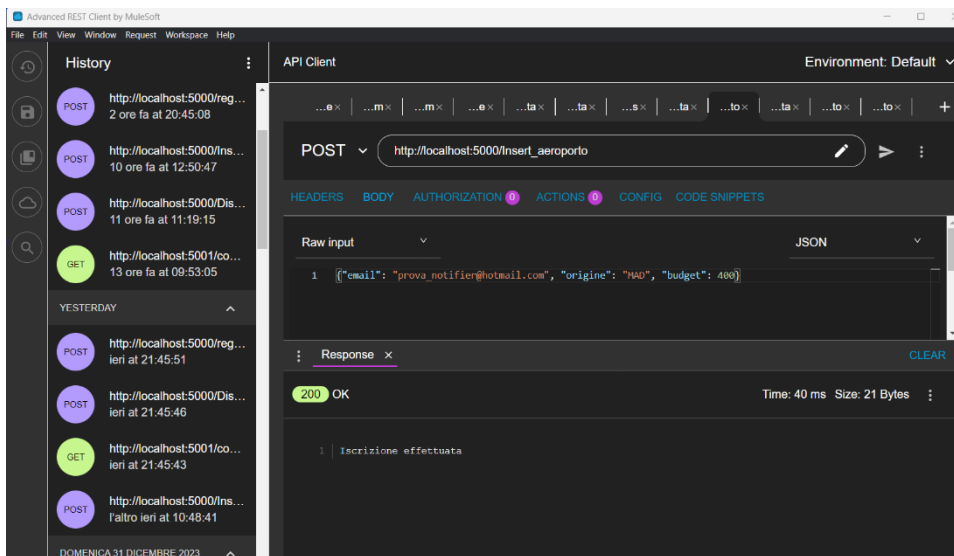 Advanced REST Client by MuleSoft
File Edit View Window Request Workspace Help
History
POST http://localhost:5000/reg...
2 ore fa at 20:45:08
POST http://localhost:5000/Ins...
10 ore fa at 12:50:47
POST http://localhost:5000/Dis...
11 ore fa at 11:19:15
GET http://localhost:5001/co...
13 ore fa at 09:53:05
YESTERDAY
POST http://localhost:5000/reg...
ieri at 21:45:51
POST http://localhost:5000/Dis...
ieri at 21:45:46
GET http://localhost:5001/co...
ieri at 21:45:43
POST http://localhost:5000/Ins...
l'altro ieri at 10:48:41
DOMENICA 31 DICEMBRE 2023
API Client
Environment: Default
...e× ...m× ...m× ...e× ...ta× ...ta× ...s× ...ta× ...to× ...ta× ...to× ...to× +
POST http://localhost:5000/Insert_aeroporto
HEADERS BODY AUTHORIZATION 0 ACTIONS 0 CONFIG CODE SNIPPETS
Raw input JSON
1 {"email": "prova_notifier@hotmail.com", "origine": "MAD", "budget": 400}
Response × CLEAR
200 OK Time: 40 ms Size: 21 Bytes
1 Iscrizione effettuata